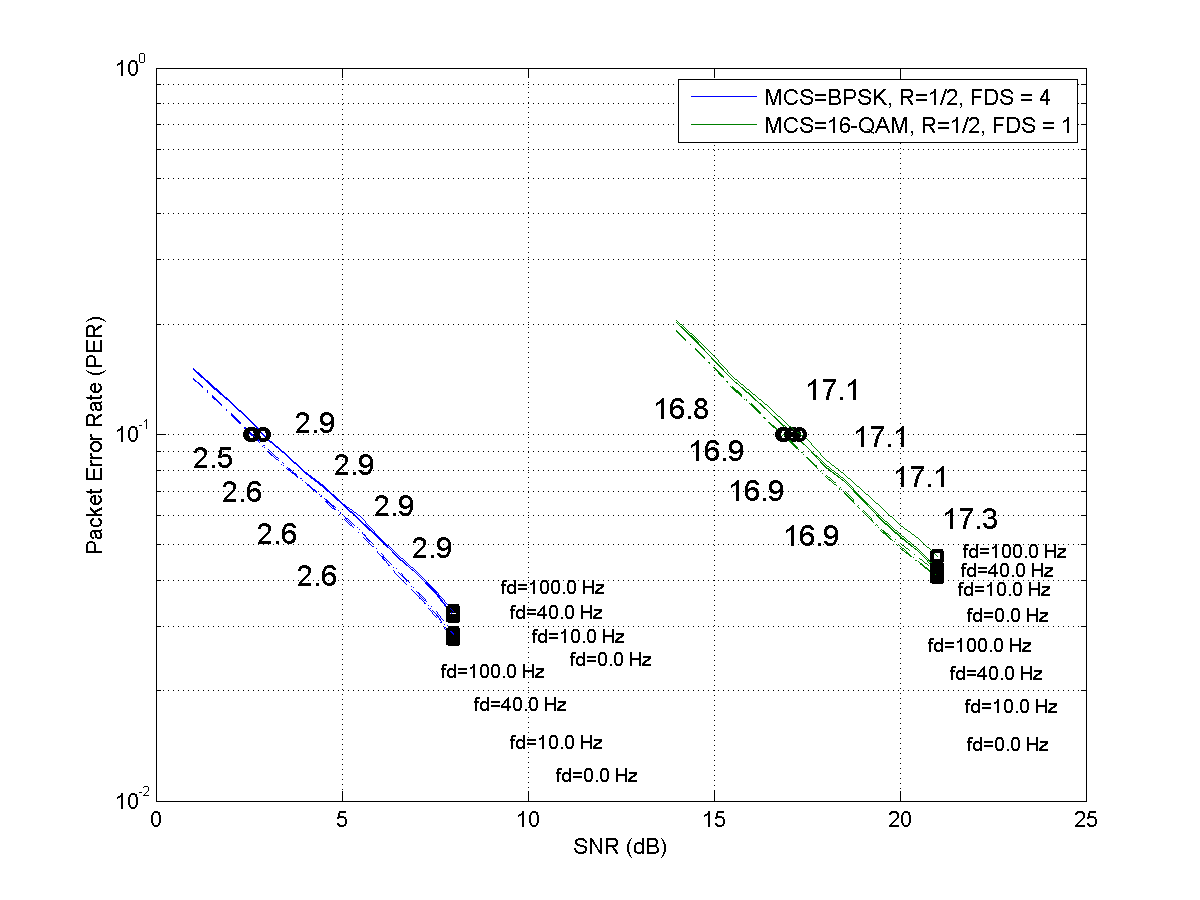 10^0
MCS=BPSK, R=1/2, FDS = 4
MCS=16-QAM, R=1/2, FDS = 1
17.1
16.8
2.9
10^-1
17.1
16.9
2.5
2.9
17.1
2.6
16.9
2.9
17.3
2.6
16.9
2.9
2.6
fd=100.0 Hz
fd=40.0 Hz
fd=10.0 Hz
fd=0.0 Hz
fd=100.0 Hz
fd=40.0 Hz
fd=10.0 Hz
fd=0.0 Hz
fd=100.0 Hz
fd=40.0 Hz
fd=10.0 Hz
fd=0.0 Hz
fd=100.0 Hz
fd=40.0 Hz
fd=10.0 Hz
fd=0.0 Hz
10^-2
0 5 10 15 20 25
SNR (dB)
Packet Error Rate (PER)